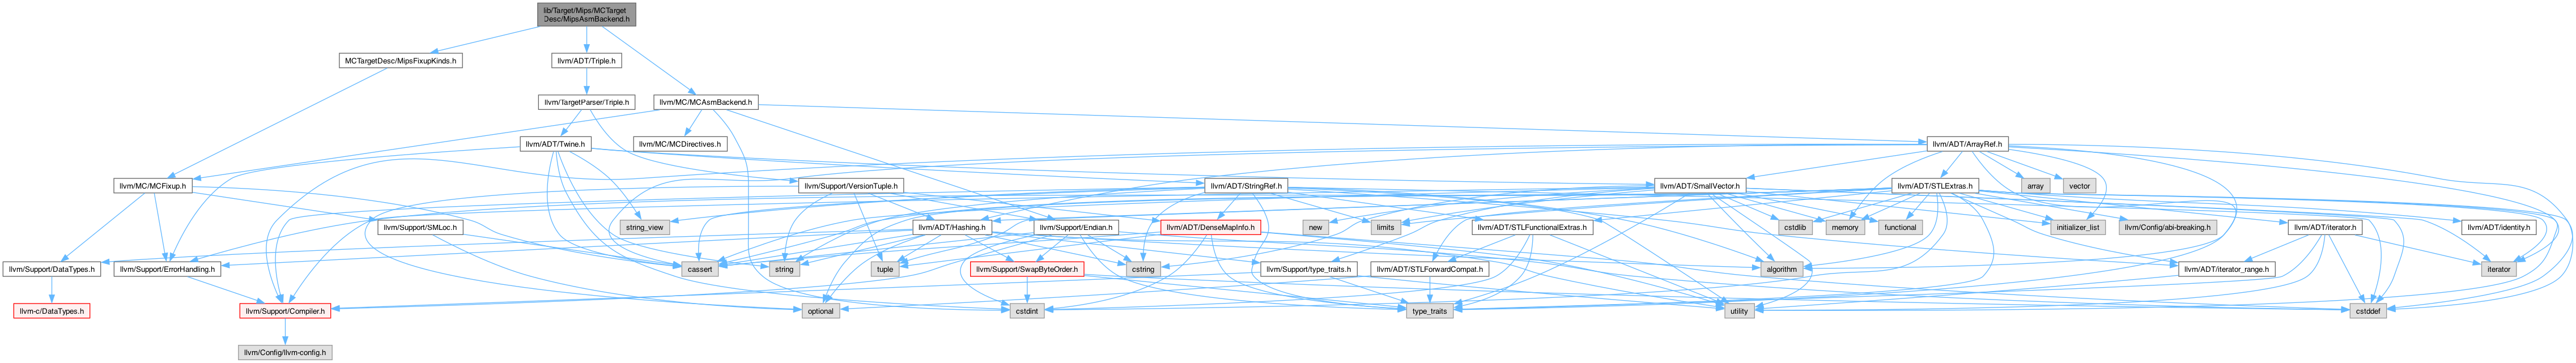 lib/Target/Mips/MCTarget
Desc/MipsAsmBackend.h
MCTargetDesc/MipsFixupKinds.h
llvm/ADT/Triple.h
llvm/TargetParser/Triple.h
llvm/MC/MCAsmBackend.h
llvm/ADT/Twine.h
llvm/MC/MCDirectives.h
llvm/ADT/ArrayRef.h
llvm/MC/MCFixup.h
llvm/Support/VersionTuple.h
llvm/ADT/StringRef.h
llvm/ADT/SmallVector.h
llvm/ADT/STLExtras.h
array
vector
llvm/Support/SMLoc.h
string_view
llvm/ADT/Hashing.h
llvm/ADT/DenseMapInfo.h
llvm/Support/Endian.h
new
limits
llvm/ADT/STLFunctionalExtras.h
cstdlib
memory
functional
initializer_list
llvm/Config/abi-breaking.h
llvm/ADT/iterator.h
llvm/ADT/identity.h
llvm/Support/DataTypes.h
llvm/Support/ErrorHandling.h
cassert
string
tuple
llvm/Support/SwapByteOrder.h
cstring
llvm/Support/type_traits.h
llvm/ADT/STLForwardCompat.h
algorithm
llvm/ADT/iterator_range.h
iterator
llvm-c/DataTypes.h
llvm/Support/Compiler.h
optional
cstdint
type_traits
utility
cstddef
llvm/Config/llvm-config.h